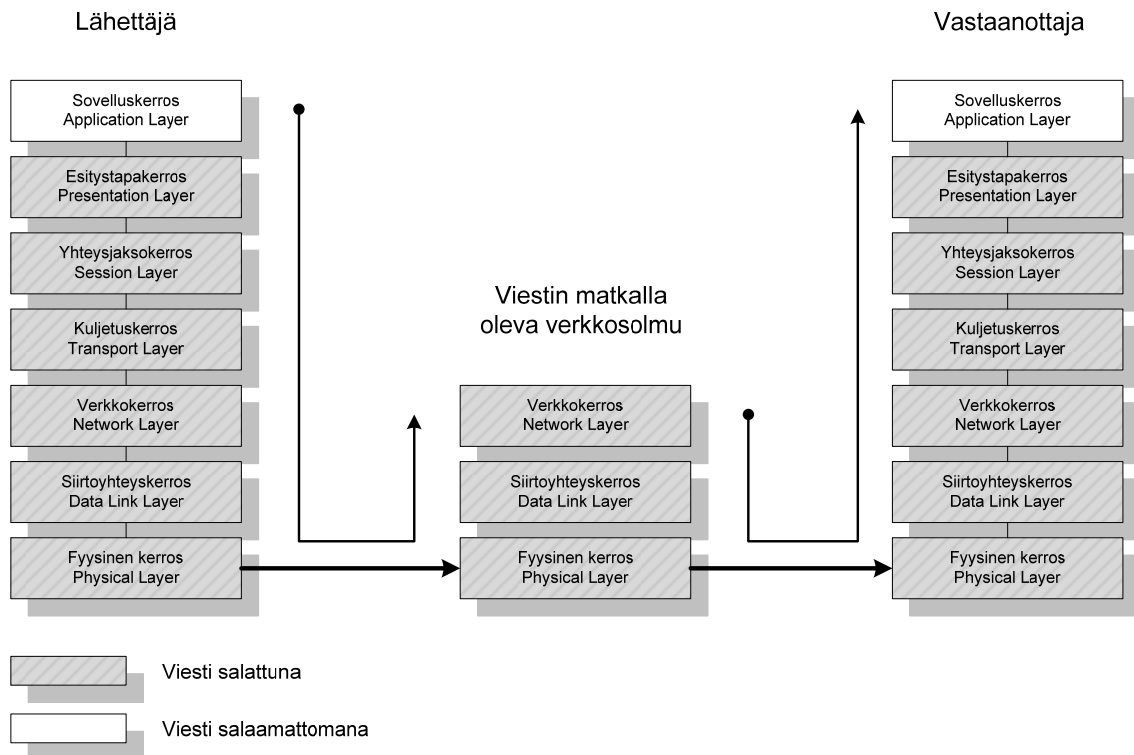 Lähettäjä
Vastaanottaja
Sovelluskerros
Application Layer
Esitystapakerros
Presentation Layer
Yhteysjaksokerros
Session Layer
Kuljetuskerros
Transport Layer
Verkkokerros
Network Layer
Siirtoyhteyskerros
Data Link Layer
Fyysinen kerros
Physical Layer
Viestin matkalla
oleva verkkosolmu
Verkkokerros
Network Layer
Siirtoyhteyskerros
Data Link Layer
Fyysinen kerros
Physical Layer
Sovelluskerros
Application Layer
Esitystapakerros
Presentation Layer
Yhteysjaksokerros
Session Layer
Kuljetuskerros
Transport Layer
Verkkokerros
Network Layer
Siirtoyhteyskerros
Data Link Layer
Fyysinen kerros
Physical Layer
Viesti salattuna
Viesti salaamattomana